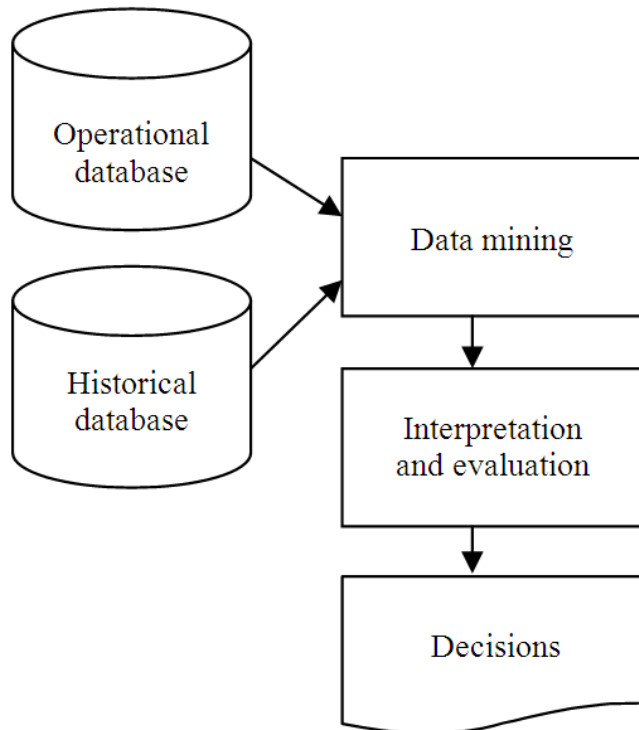 Operational
database
Data mining
Historical
database
Interpretation
and evaluation
Decisions